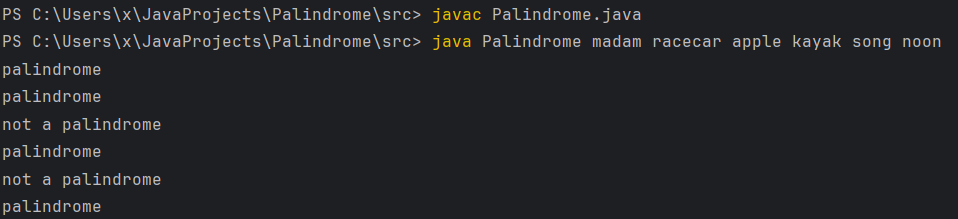 PS C:\Users\x\JavaProjects\Palindrome\src> javac Palindrome.java
PS C:\Users\x\JavaProjects\Palindrome\src> java Palindrome madam racecar apple kayak song noon
palindrome
palindrome
not a palindrome
palindrome
not a palindrome
palindrome